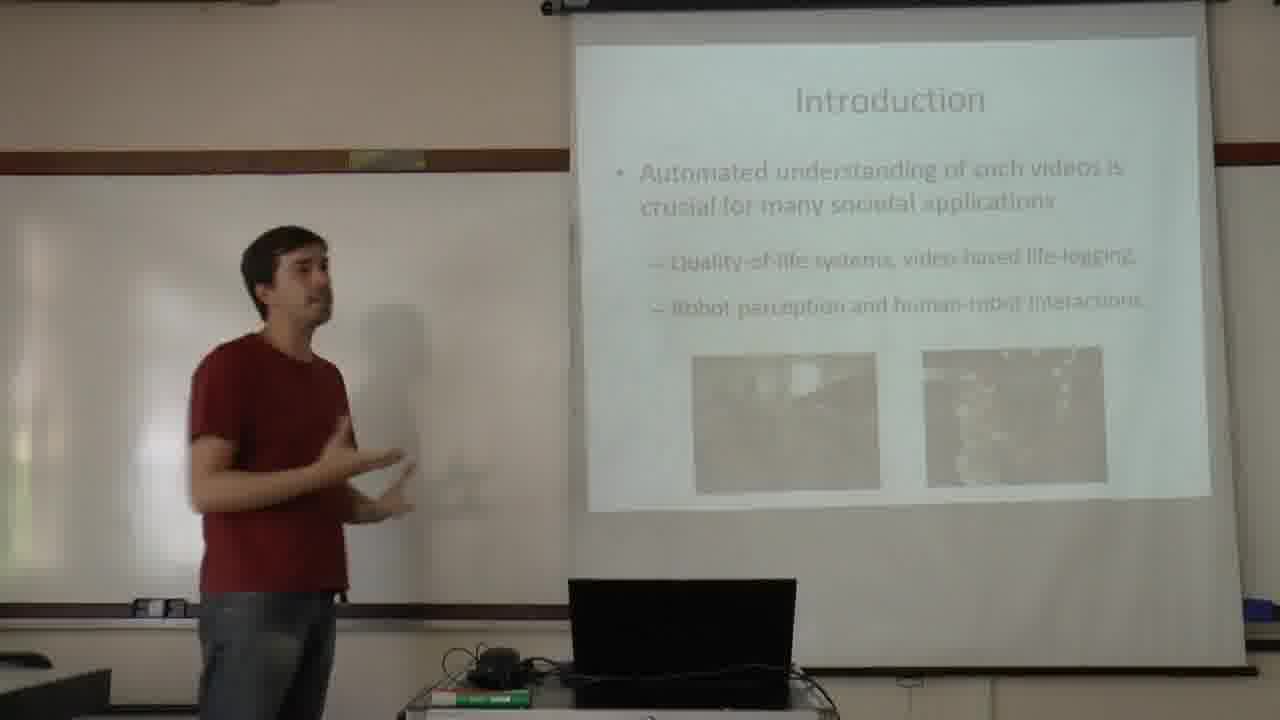 Introduction
• Automated understanding of such videos is
crucial for many societal applications
– Quality-of-life systems, video-based life-logging,
– Robot perception and human-robot interactions